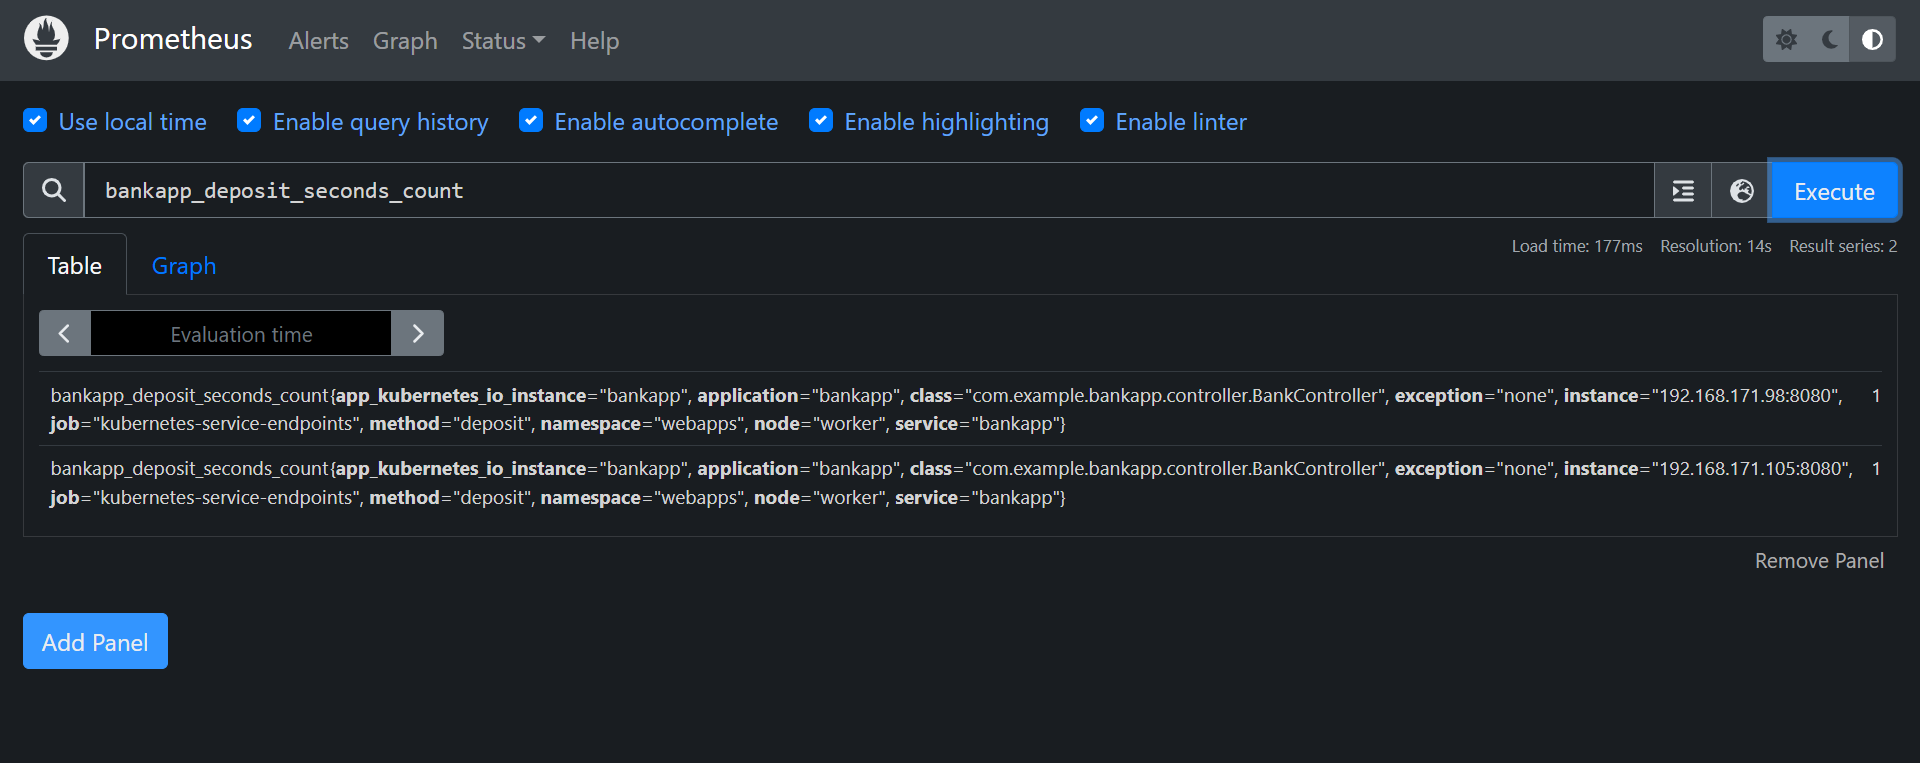 Prometheus Alerts Graph Status Help
Use local time Enable query history Enable autocomplete Enable highlighting Enable linter
bankapp_deposit_seconds_count Execute
Load time: 177ms Resolution: 14s Result series: 2
Table Graph
Evaluation time
bankapp_deposit_seconds_count{app_kubernetes_io_instance="bankapp", application="bankapp", class="com.example.bankapp.controller.BankController", exception="none", instance="192.168.171.98:8080", 1
job="kubernetes-service-endpoints", method="deposit", namespace="webapps", node="worker", service="bankapp"}
bankapp_deposit_seconds_count{app_kubernetes_io_instance="bankapp", application="bankapp", class="com.example.bankapp.controller.BankController", exception="none", instance="192.168.171.105:8080", 1
job="kubernetes-service-endpoints", method="deposit", namespace="webapps", node="worker", service="bankapp"}
Remove Panel
Add Panel